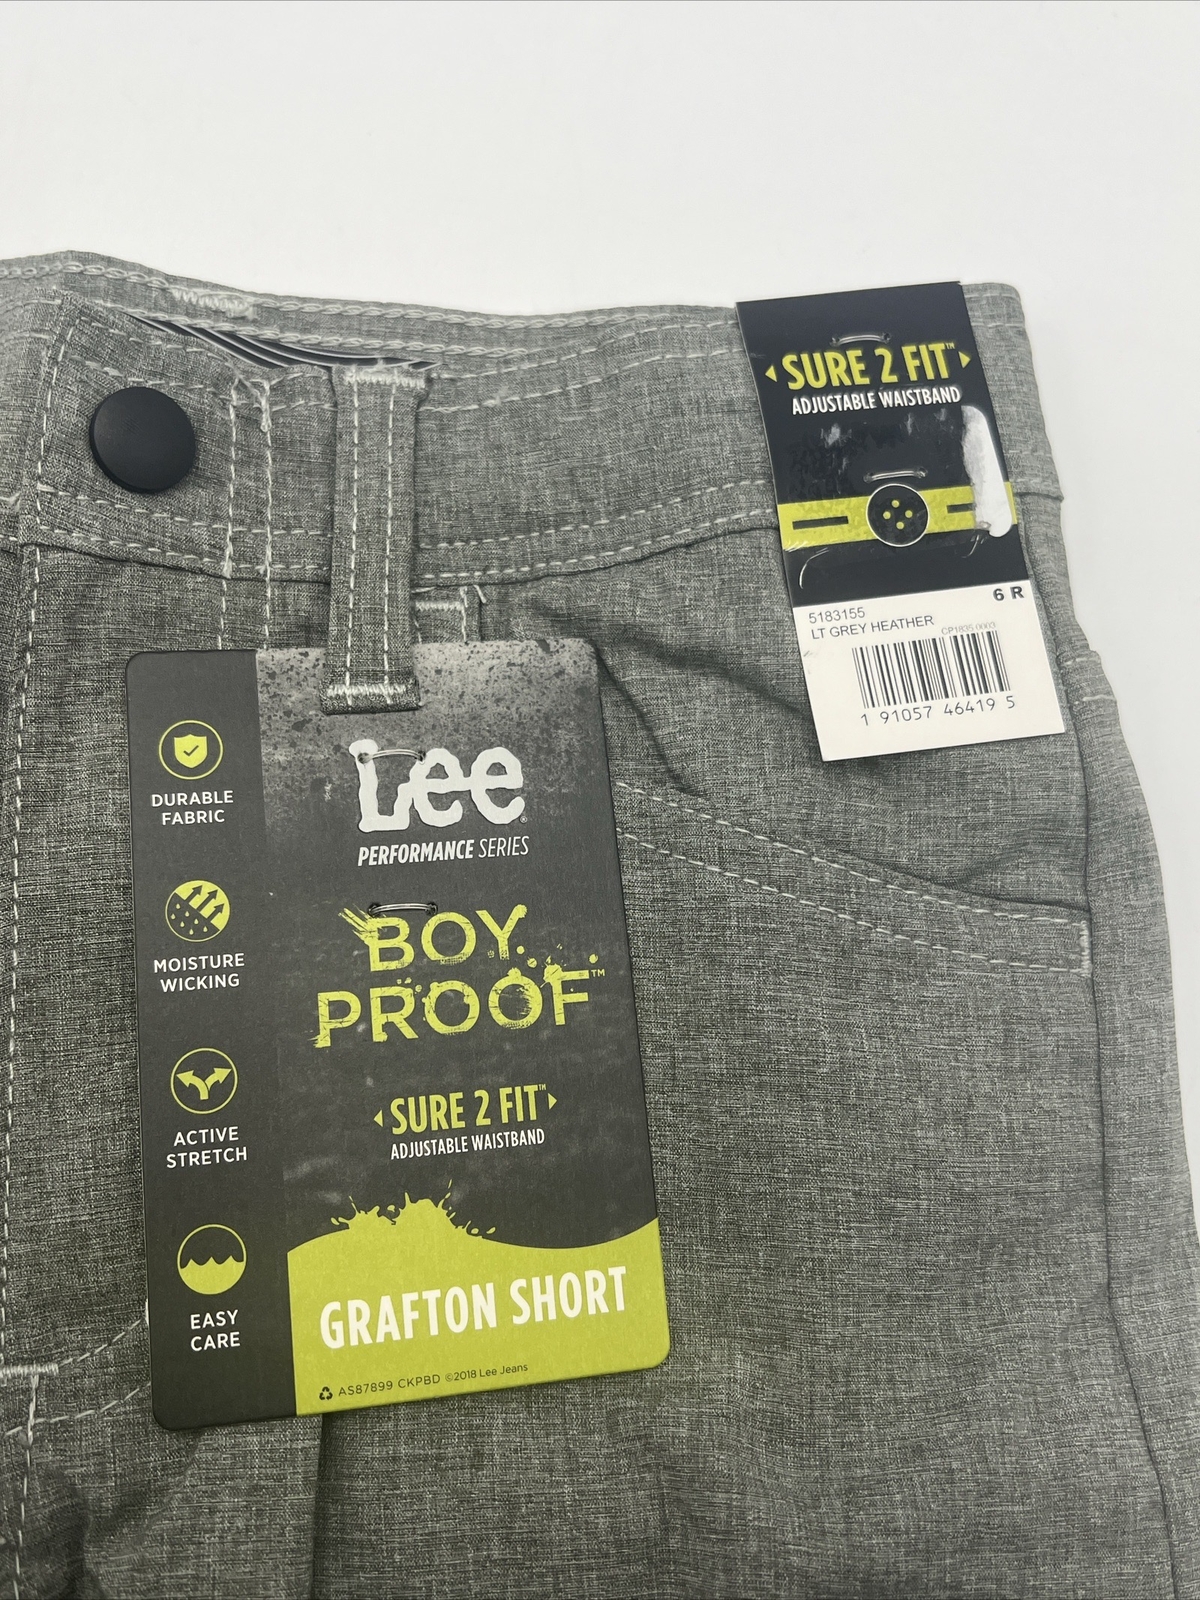 SURE 2 FIT™
ADJUSTABLE WAISTBAND
6 R
5183155
LT GREY HEATHER
CP1835 0003
1 91057 46419 5
DURABLE
FABRIC
MOISTURE
WICKING
ACTIVE
STRETCH
EASY
CARE
Lee®
PERFORMANCE SERIES
BOY
PROOF™
SURE 2 FIT™
ADJUSTABLE WAISTBAND
GRAFTON SHORT
AS87899 CKPBD ©2018 Lee Jeans